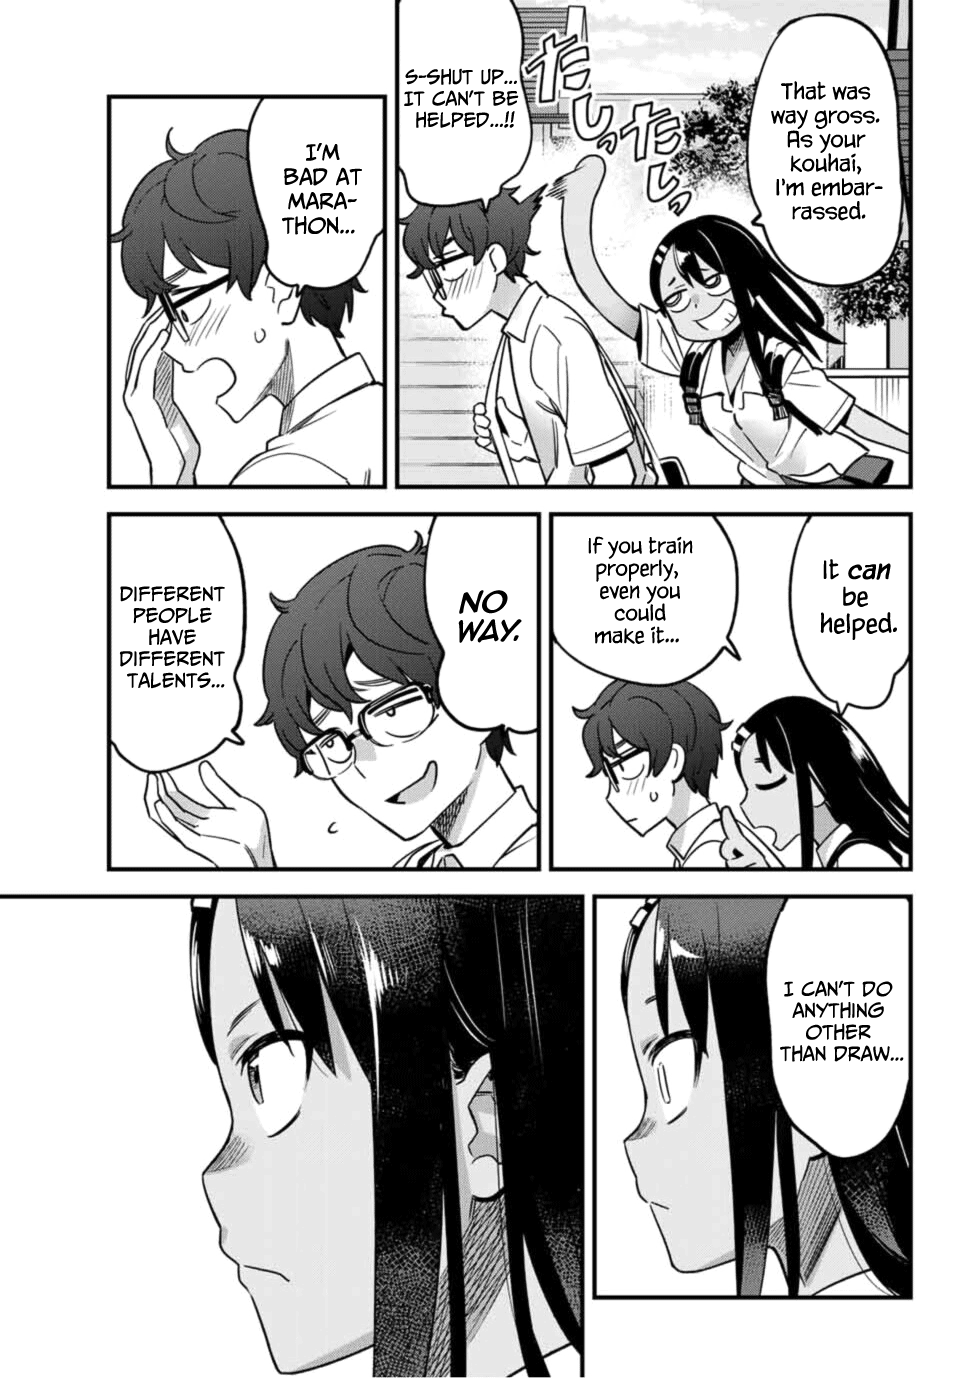 That was
way gross.
As your
kouhai,
I'm embar-
rassed.
たしっ
たしっ
S-SHUT UP...
IT CAN'T BE
HELPED...!!
I'M
BAD AT
MARA-
THON...
It can
be
helped.
If you train
properly,
even you
could
make it...
NO
WAY.
DIFFERENT
PEOPLE
HAVE
DIFFERENT
TALENTS...
I CAN'T DO
ANYTHING
OTHER
THAN DRAW...